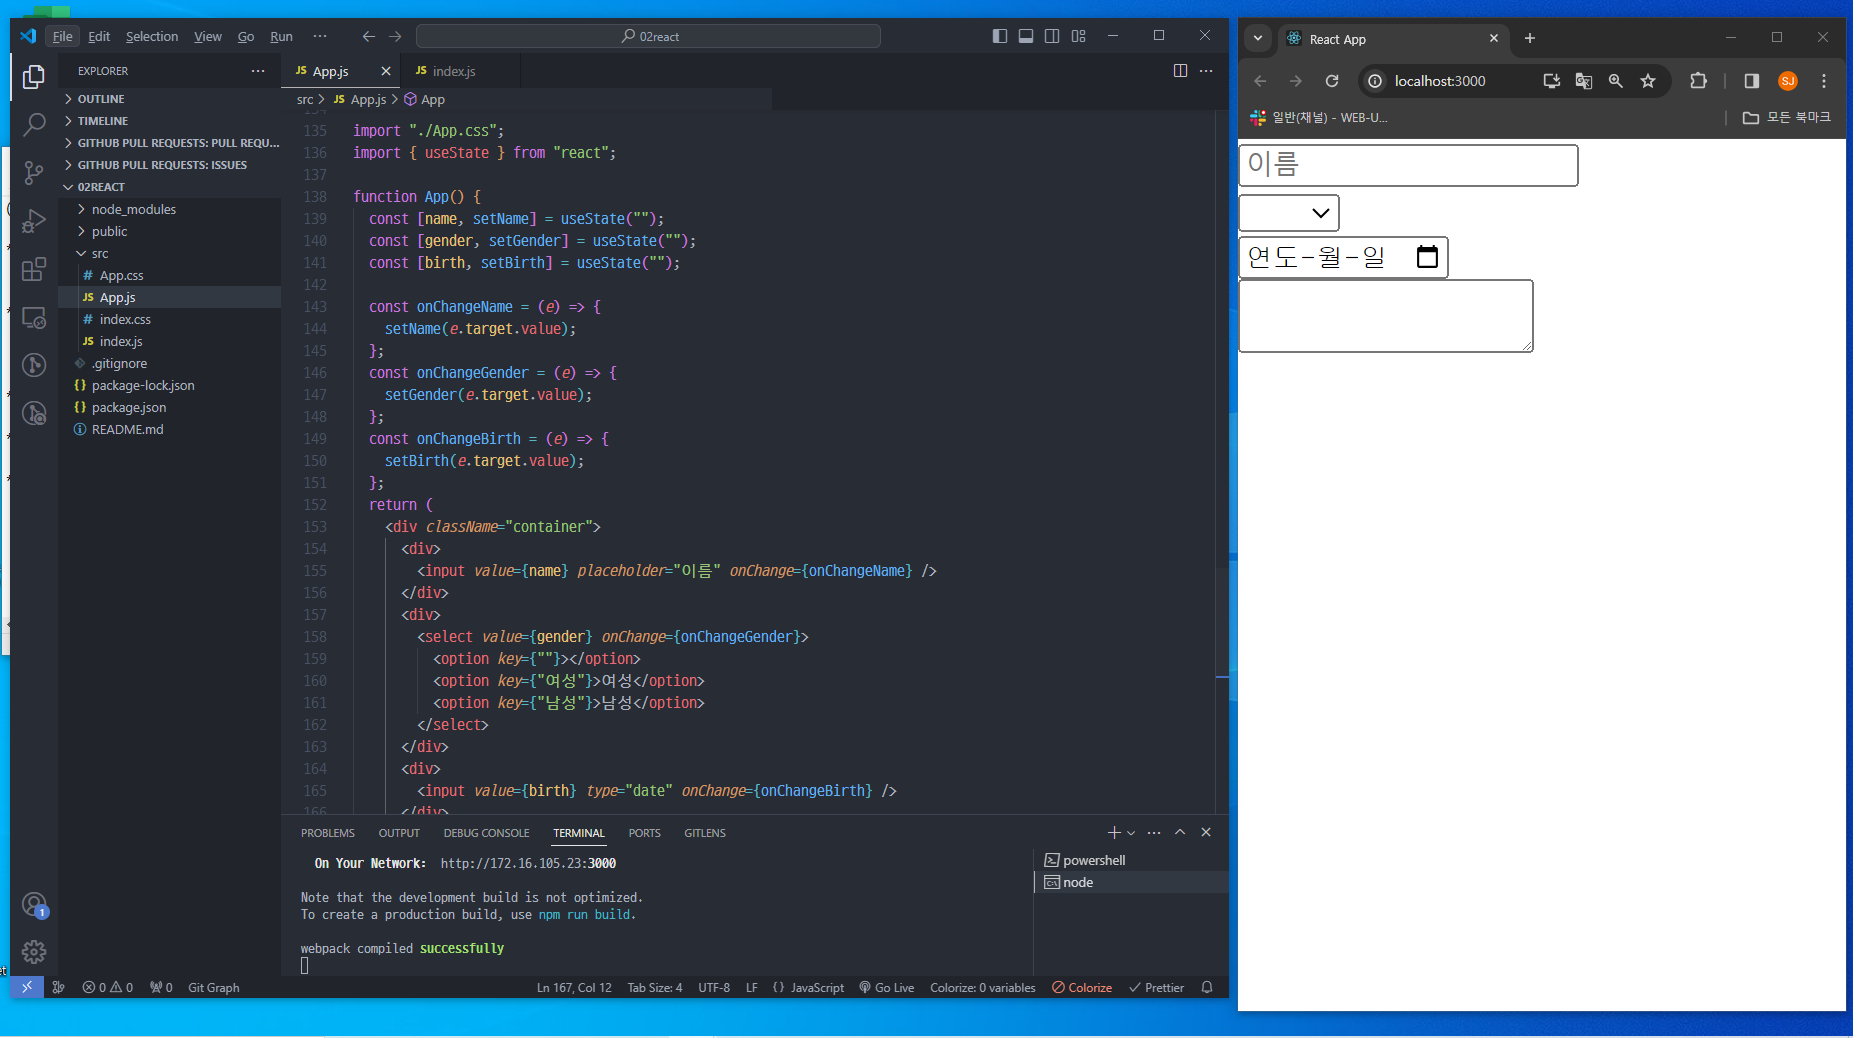 File Edit Selection View Go Run ··· 02react
EXPLORER
OUTLINE
TIMELINE
GITHUB PULL REQUESTS: PULL REQU...
GITHUB PULL REQUESTS: ISSUES
02REACT
node_modules
public
src
# App.css
JS App.js
# index.css
JS index.js
.gitignore
{} package-lock.json
{} package.json
README.md
JS App.js
JS index.js
src > JS App.js > App
135 import "./App.css";
136 import { useState } from "react";
137
138 function App() {
139 const [name, setName] = useState("");
140 const [gender, setGender] = useState("");
141 const [birth, setBirth] = useState("");
142
143 const onChangeName = (e) => {
144 setName(e.target.value);
145 };
146 const onChangeGender = (e) => {
147 setGender(e.target.value);
148 };
149 const onChangeBirth = (e) => {
150 setBirth(e.target.value);
151 };
152 return (
153 <div className="container">
154 <div>
155 <input value={name} placeholder="이름" onChange={onChangeName} />
156 </div>
157 <div>
158 <select value={gender} onChange={onChangeGender}>
159 <option key={""}></option>
160 <option key={"여성"}>여성</option>
161 <option key={"남성"}>남성</option>
162 </select>
163 </div>
164 <div>
165 <input value={birth} type="date" onChange={onChangeBirth} />
166 </div>
PROBLEMS OUTPUT DEBUG CONSOLE TERMINAL PORTS GITLENS
On Your Network: http://172.16.105.23:3000
Note that the development build is not optimized.
To create a production build, use npm run build.
webpack compiled successfully
powershell
node
1
0 0 0 Git Graph Ln 167, Col 12 Tab Size: 4 UTF-8 LF {} JavaScript Go Live Colorize: 0 variables Colorize Prettier
React App
localhost:3000
SJ
일반(채널) - WEB-U...
모든 북마크
이름
연도-월-일